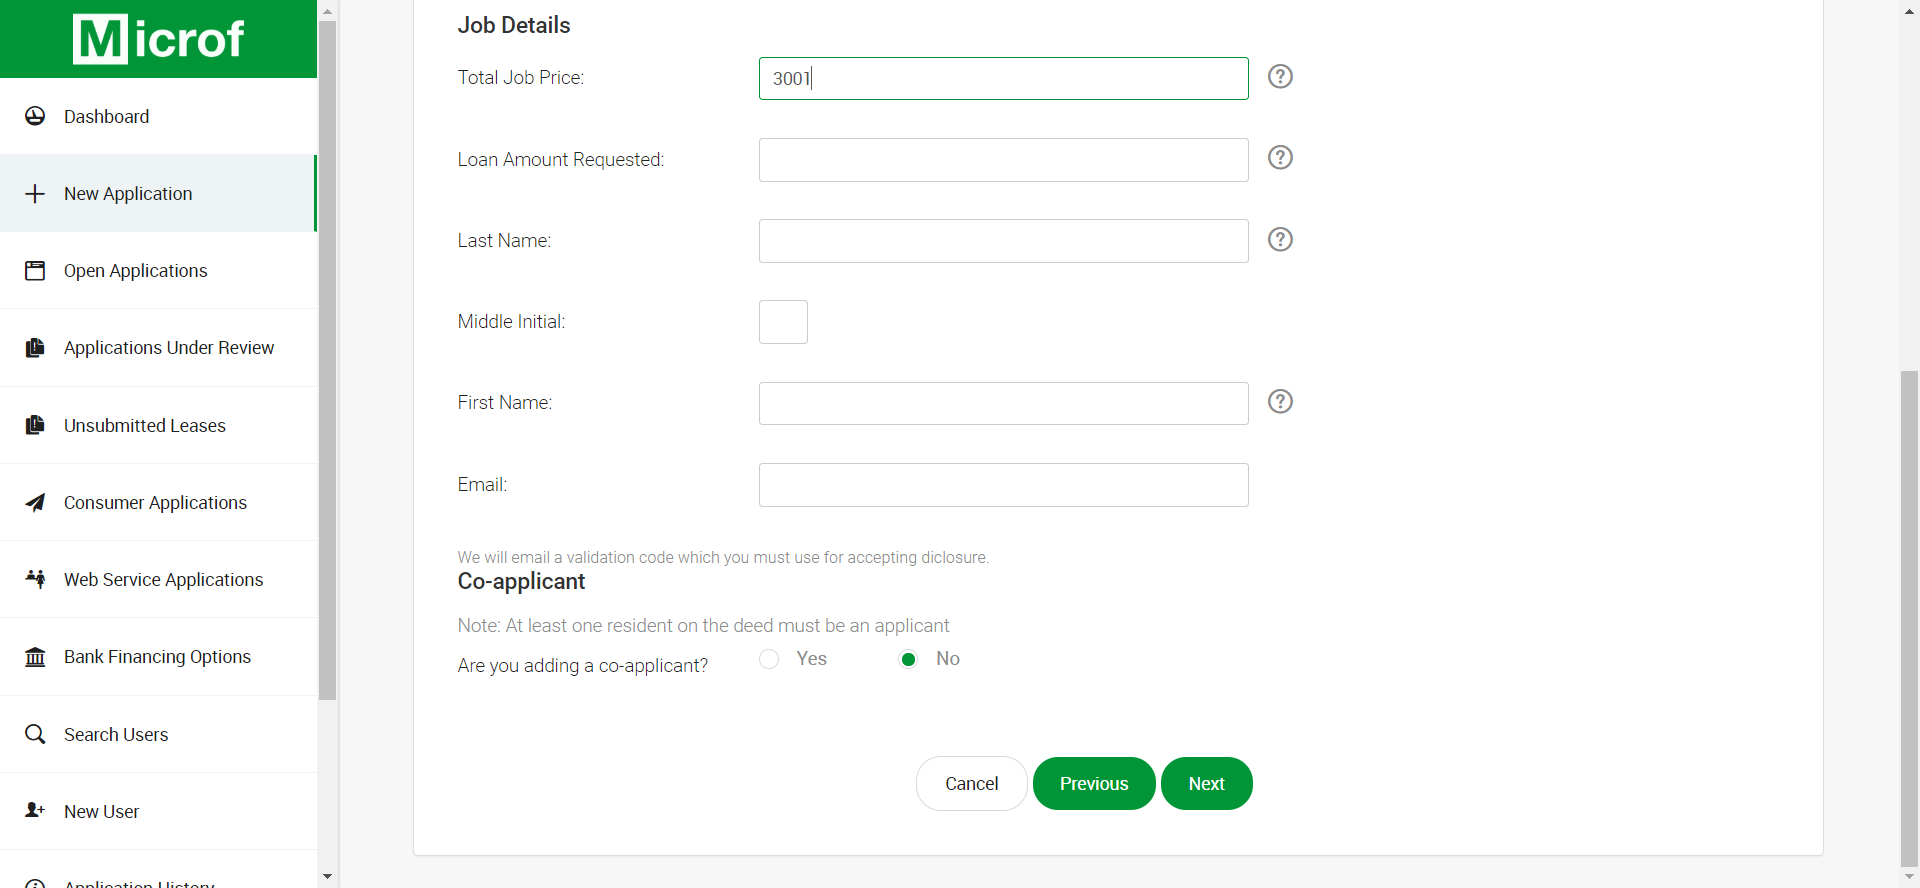 Microf
Dashboard
New Application
Open Applications
Applications Under Review
Unsubmitted Leases
Consumer Applications
Web Service Applications
Bank Financing Options
Search Users
New User
Application History
Job Details
Total Job Price:
3001
Loan Amount Requested:
Last Name:
Middle Initial:
First Name:
Email:
We will email a validation code which you must use for accepting diclosure.
Co-applicant
Note: At least one resident on the deed must be an applicant
Are you adding a co-applicant? Yes No
Cancel Previous Next